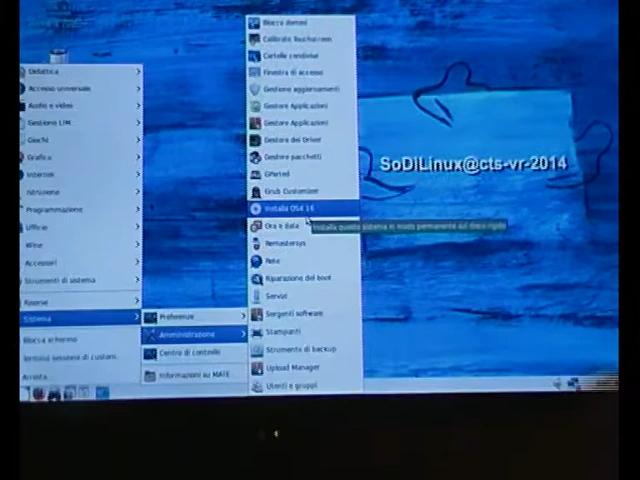 Didattica
Accesso universale
Audio e video
Gestione LIM
Giochi
Grafica
Internet
Istruzione
Programmazione
Ufficio
Wine
Accessori
Strumenti di sistema
Risorse
Sistema
Blocca schermo
Termina sessione di custom...
Arresta...
Preferenze
Amministrazione
Centro di controllo
Informazioni su MATE
Blocca domini
Calibrate Touchscreen
Cartelle condivise
Finestra di accesso
Gestione aggiornamenti
Gestore Applicazioni
Gestore Applicazioni
Gestore dei Driver
Gestore pacchetti
GParted
Grub Customizer
Installa OS4 14
Ora e data
Installa questo sistema in modo permanente sul disco rigido
Remastersys
Rete
Riparazione del boot
Servizi
Sorgenti software
Stampanti
Strumento di backup
Upload Manager
Utenti e gruppi
SoDiLinux@cts-vr-2014